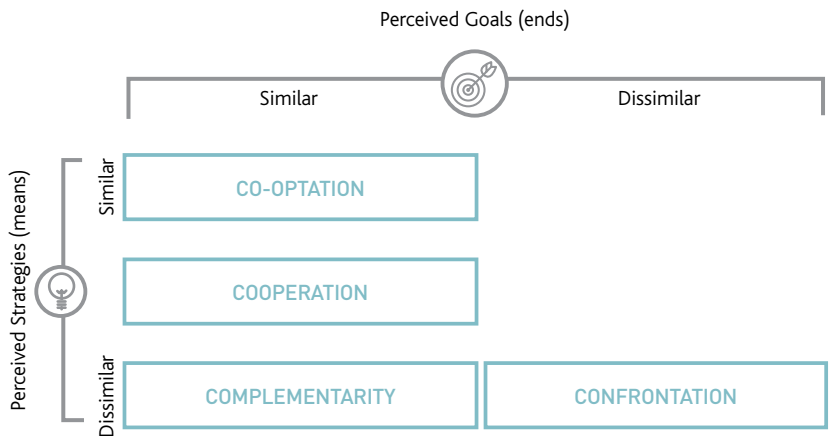 Perceived Goals (ends)
Similar
Dissimilar
Perceived Strategies (means)
Similar
CO-OPTATION
COOPERATION
Dissimilar
COMPLEMENTARITY
CONFRONTATION